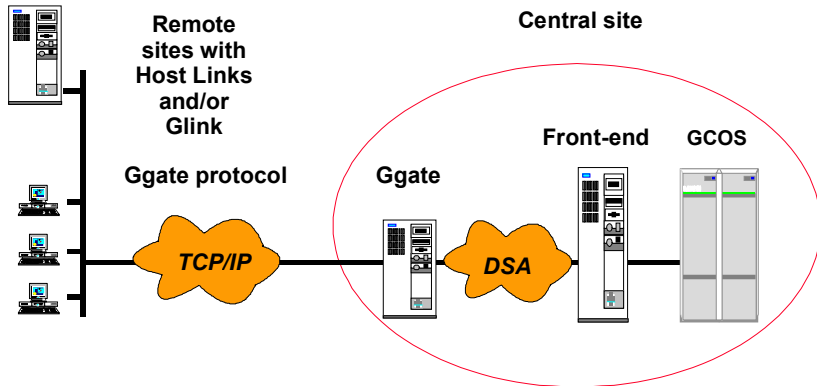 Remote
sites with
Host Links
and/or
Glink
Central site
Ggate protocol
Ggate
Front-end
GCOS
TCP/IP
DSA